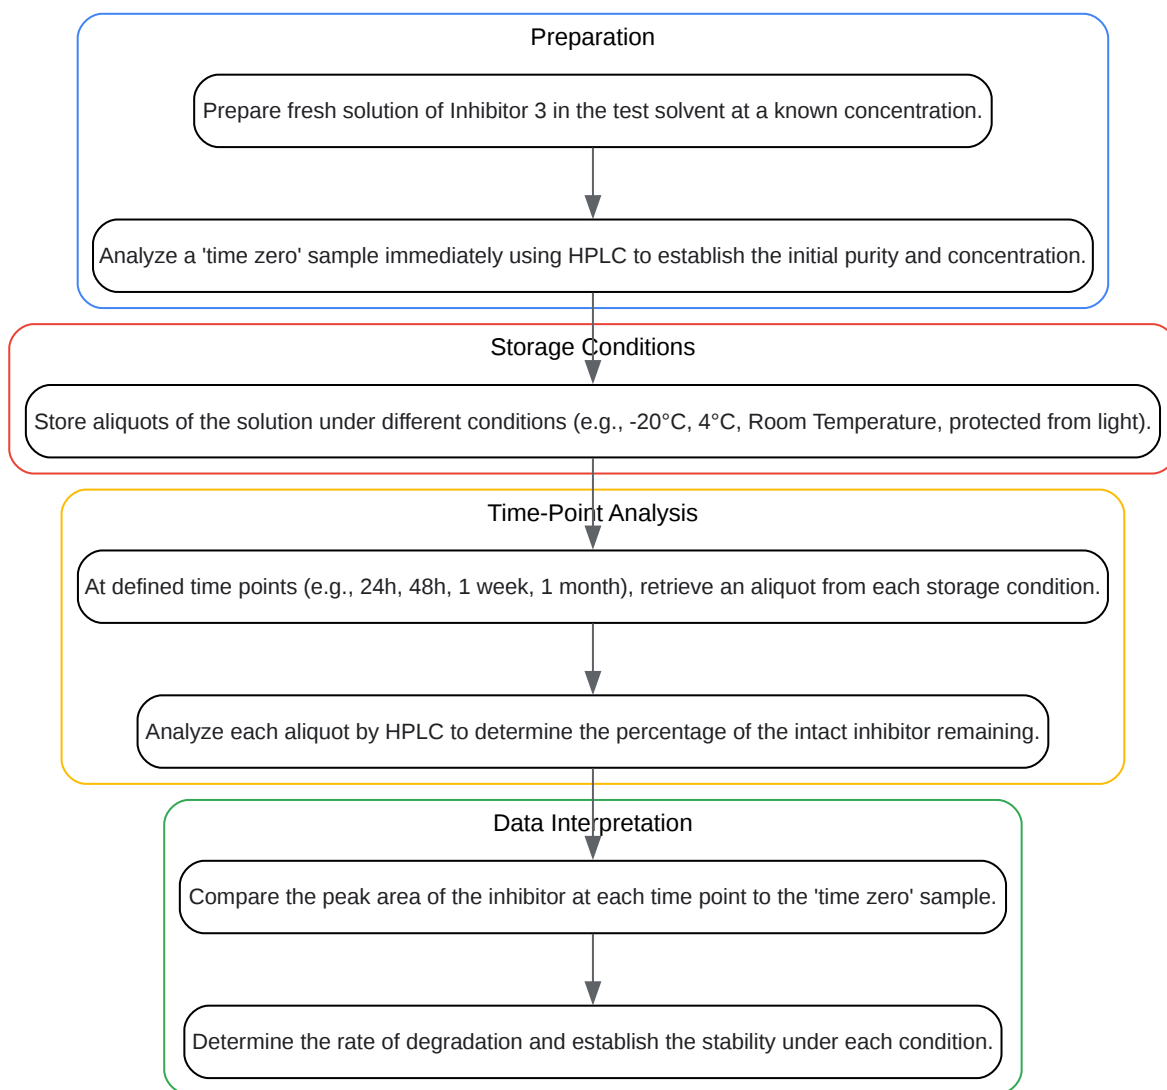 Preparation
Prepare fresh solution of Inhibitor 3 in the test solvent at a known concentration.
Analyze a 'time zero' sample immediately using HPLC to establish the initial purity and concentration.
Storage Conditions
Store aliquots of the solution under different conditions (e.g., -20°C, 4°C, Room Temperature, protected from light).
Time-Point Analysis
At defined time points (e.g., 24h, 48h, 1 week, 1 month), retrieve an aliquot from each storage condition.
Analyze each aliquot by HPLC to determine the percentage of the intact inhibitor remaining.
Data Interpretation
Compare the peak area of the inhibitor at each time point to the 'time zero' sample.
Determine the rate of degradation and establish the stability under each condition.